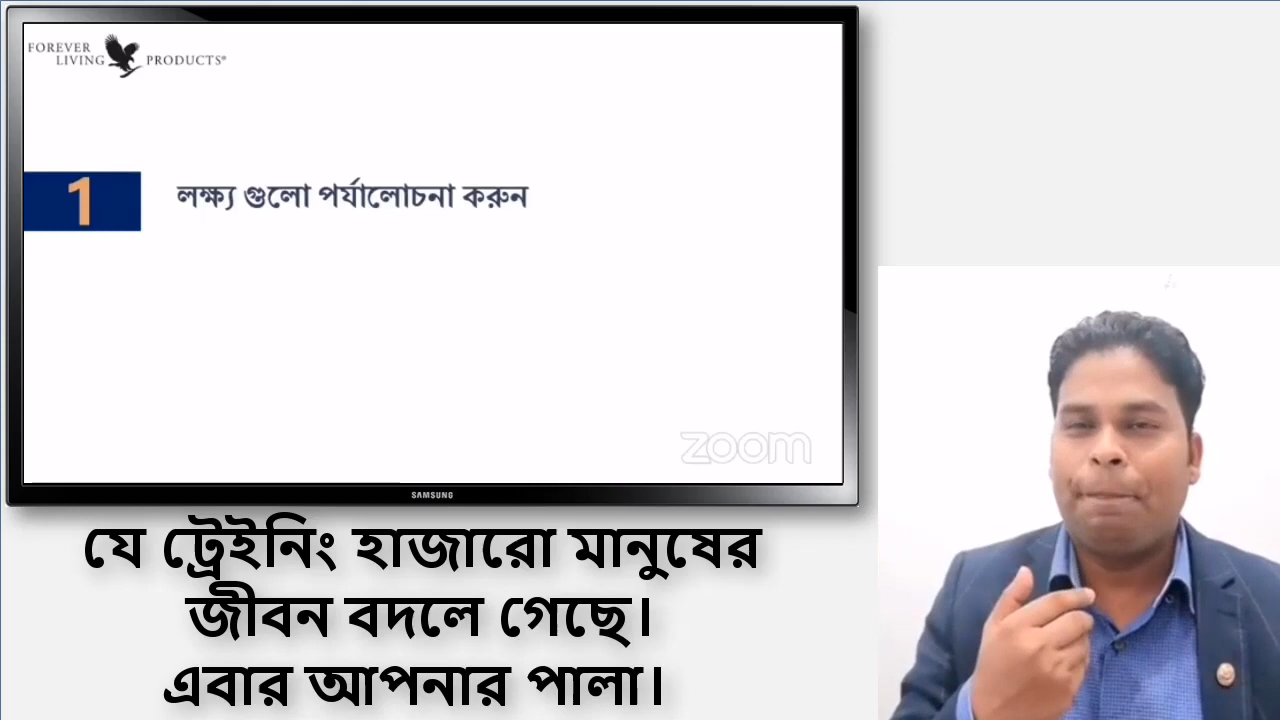 FOREVER
LIVING PRODUCTS®
1 লক্ষ্য গুলো পর্যালোচনা করুন
zoom
SAMSUNG
যে ট্রেইনিং হাজারো মানুষের
জীবন বদলে গেছে।
এবার আপনার পালা।